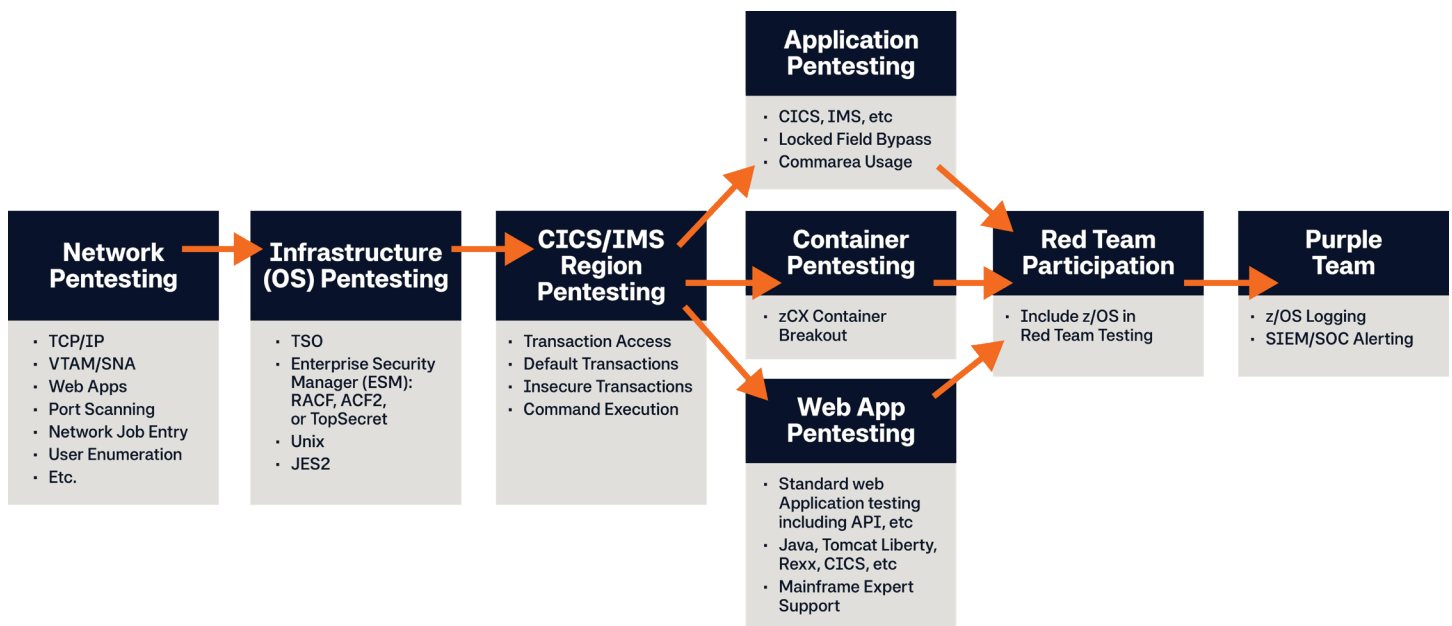 Network
Pentesting
· TCP/IP
· VTAM/SNA
· Web Apps
· Port Scanning
· Network Job Entry
· User Enumeration
· Etc.
Infrastructure
(OS) Pentesting
· TSO
· Enterprise Security
Manager (ESM):
RACF, ACF2,
or TopSecret
· Unix
· JES2
CICS/IMS
Region
Pentesting
· Transaction Access
· Default Transactions
· Insecure Transactions
· Command Execution
Application
Pentesting
· CICS, IMS, etc
· Locked Field Bypass
· Commarea Usage
Container
Pentesting
· zCX Container
Breakout
Web App
Pentesting
· Standard web
Application testing
including API, etc
· Java, Tomcat Liberty,
Rexx, CICS, etc
· Mainframe Expert
Support
Red Team
Participation
· Include z/OS in
Red Team Testing
Purple
Team
· z/OS Logging
· SIEM/SOC Alerting